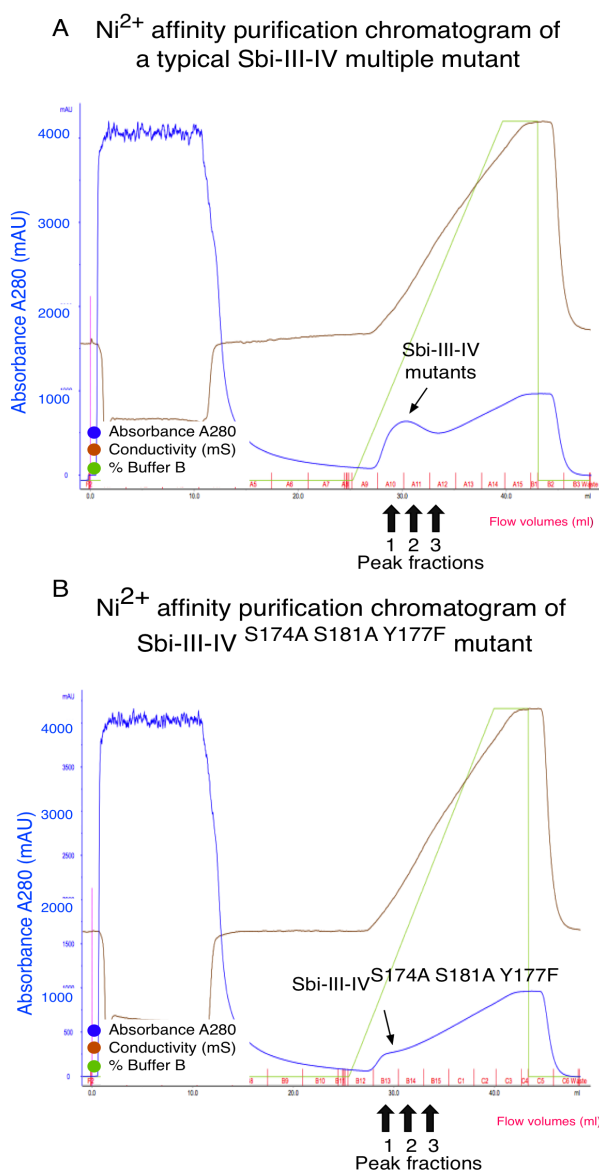 A
Ni2+ affinity purification chromatogram of
a typical Sbi-III-IV multiple mutant
mAU
4000
3000
2000
1000
0
Absorbance A280 (mAU)
Sbi-III-IV
mutants
Absorbance A280
Conductivity (mS)
% Buffer B
A5 A6 A7 A8 A9 A10 A11 A12 A13 A14 A15 B1 B2 B3 Waste
0.0 10.0 30.0 40.0 ml
Flow volumes (ml)
1 2 3
Peak fractions
B
Ni2+ affinity purification chromatogram of
Sbi-III-IV S174A S181A Y177F mutant
mAU
4000
3500
3000
2500
2000
1500
1000
500
0
Absorbance A280 (mAU)
Sbi-III-IV S174A S181A Y177F
Absorbance A280
Conductivity (mS)
% Buffer B
B9 B10 B11 B12 B13 B14 B15 C1 C2 C3 C4 C5 C6 Waste
0.0 10.0 30.0 40.0 ml
Flow volumes (ml)
1 2 3
Peak fractions